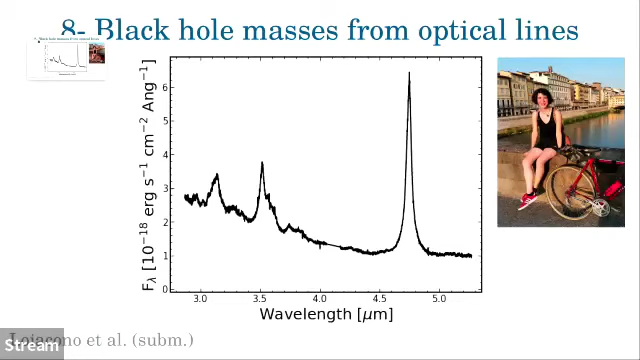 8- Black hole masses from optical lines
F_λ [10⁻¹⁸ erg s⁻¹ cm⁻² Ang⁻¹]
6
5
4
3
2
1
0
3.0 3.5 4.0 4.5 5.0
Wavelength [μm]
Loiacono et al. (subm.)
Stream